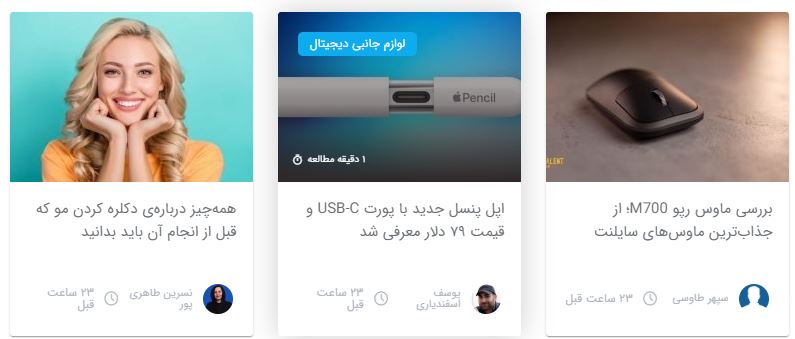 بررسی ماوس رپو M700؛ از
جذاب‌ترین ماوس‌های سایلنت
سپهر طاوسی
۲۳ ساعت قبل
لوازم جانبی دیجیتال
Pencil
۱ دقیقه مطالعه
اپل پنسل جدید با پورت USB-C و
قیمت ۷۹ دلار معرفی شد
یوسف
اسفندیاری
۲۳ ساعت
قبل
همه‌چیز درباره‌ی دکلره کردن مو که
قبل از انجام آن باید بدانید
نسرین طاهری
پور
۲۳ ساعت
قبل